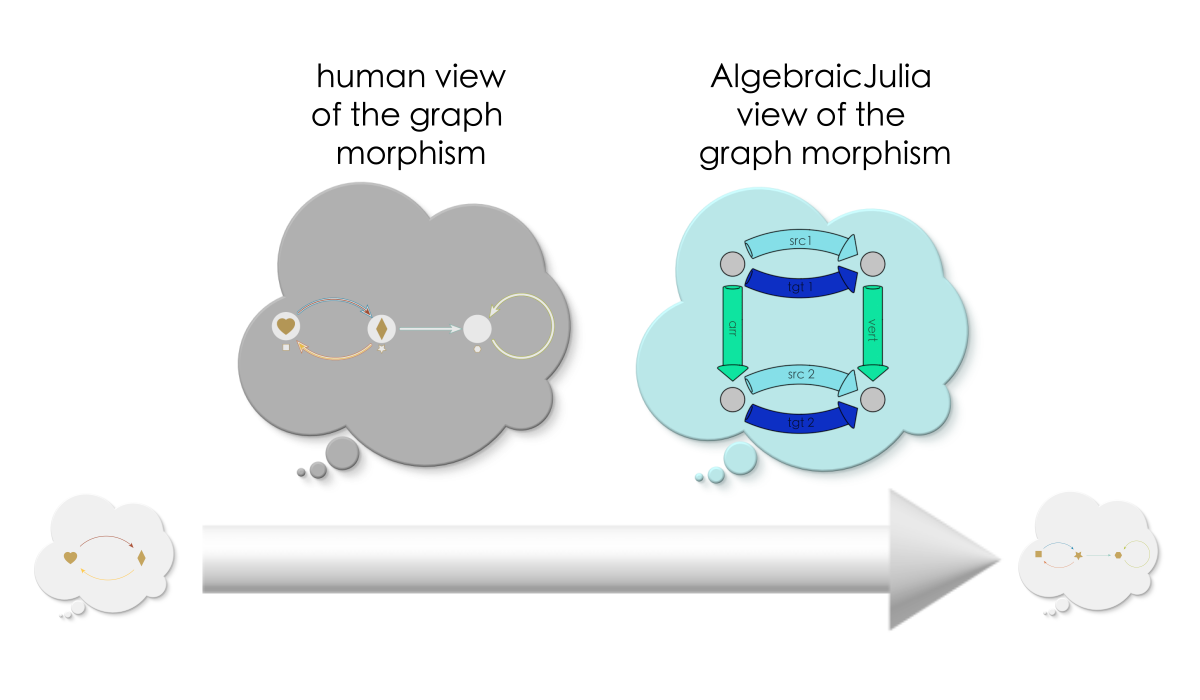 human view
of the graph
morphism
AlgebraicJulia
view of the
graph morphism
src1
tgt 1
arr
vert
src 2
tgt 2